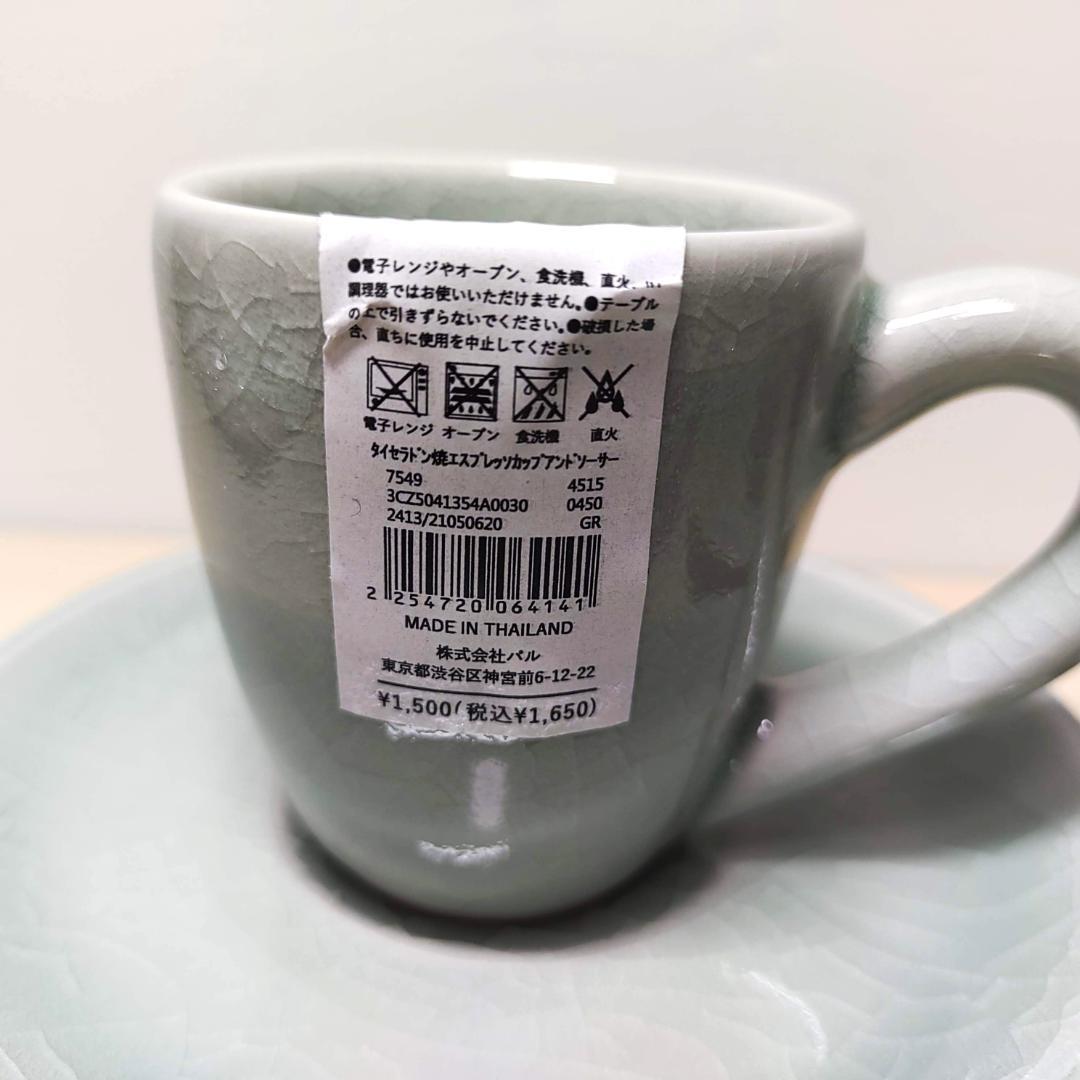 ●電子レンジやオーブン、食洗機、直火、
調理器ではお使いいただけません。●テーブル
の上で引きずらないでください。●破損した場
合、直ちに使用を中止してください。
電子レンジ オーブン 食洗機 直火
タイセラドン焼エスプレッソカップアンドソーサー
7549 4515
3CZ5041354A0030 0450
2413/21050620 GR
2 254720 064141
MADE IN THAILAND
株式会社パル
東京都渋谷区神宮前6-12-22
¥1,500(税込¥1,650)